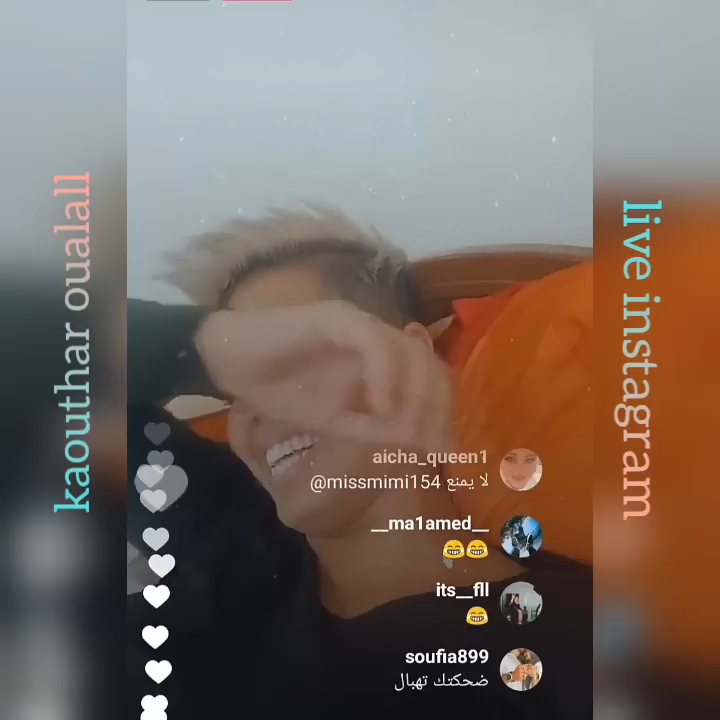 kaouthar oualall
live instagram
aicha_queen1
@missmimi154 لا يمنع
__ma1amed__
😂😂
its__fll
😂
soufia899
ضحكتك تهبال